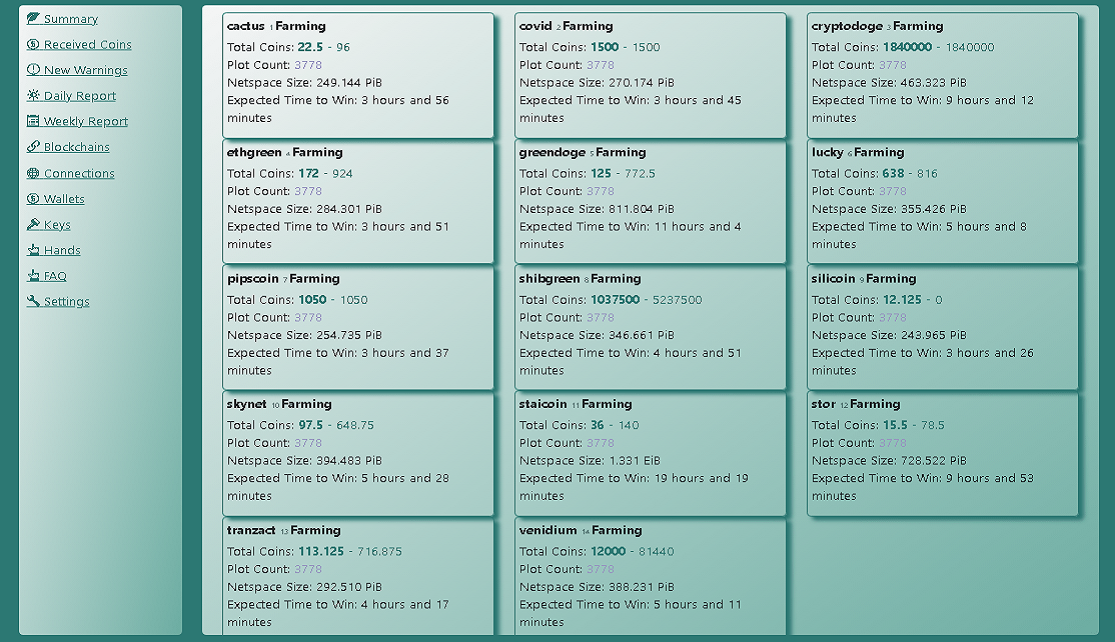 Summary
Received Coins
New Warnings
Daily Report
Weekly Report
Blockchains
Connections
Wallets
Keys
Hands
FAQ
Settings
cactus 1 Farming
Total Coins: 22.5 - 96
Plot Count: 3778
Netspace Size: 249.144 PiB
Expected Time to Win: 3 hours and 56
minutes
covid 2 Farming
Total Coins: 1500 - 1500
Plot Count: 3778
Netspace Size: 270.174 PiB
Expected Time to Win: 3 hours and 45
minutes
cryptodoge 3 Farming
Total Coins: 1840000 - 1840000
Plot Count: 3778
Netspace Size: 463.323 PiB
Expected Time to Win: 9 hours and 12
minutes
ethgreen 4 Farming
Total Coins: 172 - 924
Plot Count: 3778
Netspace Size: 284.301 PiB
Expected Time to Win: 3 hours and 51
minutes
greendoge 5 Farming
Total Coins: 125 - 772.5
Plot Count: 3778
Netspace Size: 811.804 PiB
Expected Time to Win: 11 hours and 4
minutes
lucky 6 Farming
Total Coins: 638 - 816
Plot Count: 3778
Netspace Size: 355.426 PiB
Expected Time to Win: 5 hours and 8
minutes
pipscoin 7 Farming
Total Coins: 1050 - 1050
Plot Count: 3778
Netspace Size: 254.735 PiB
Expected Time to Win: 3 hours and 37
minutes
shibgreen 8 Farming
Total Coins: 1037500 - 5237500
Plot Count: 3778
Netspace Size: 346.661 PiB
Expected Time to Win: 4 hours and 51
minutes
silicoin 9 Farming
Total Coins: 12.125 - 0
Plot Count: 3778
Netspace Size: 243.965 PiB
Expected Time to Win: 3 hours and 26
minutes
skynet 10 Farming
Total Coins: 97.5 - 648.75
Plot Count: 3778
Netspace Size: 394.483 PiB
Expected Time to Win: 5 hours and 28
minutes
staicoin 11 Farming
Total Coins: 36 - 140
Plot Count: 3778
Netspace Size: 1.331 EiB
Expected Time to Win: 19 hours and 19
minutes
stor 12 Farming
Total Coins: 15.5 - 78.5
Plot Count: 3778
Netspace Size: 728.522 PiB
Expected Time to Win: 9 hours and 53
minutes
tranzact 13 Farming
Total Coins: 113.125 - 716.875
Plot Count: 3778
Netspace Size: 292.510 PiB
Expected Time to Win: 4 hours and 17
minutes
venidium 14 Farming
Total Coins: 12000 - 81440
Plot Count: 3778
Netspace Size: 388.231 PiB
Expected Time to Win: 5 hours and 11
minutes